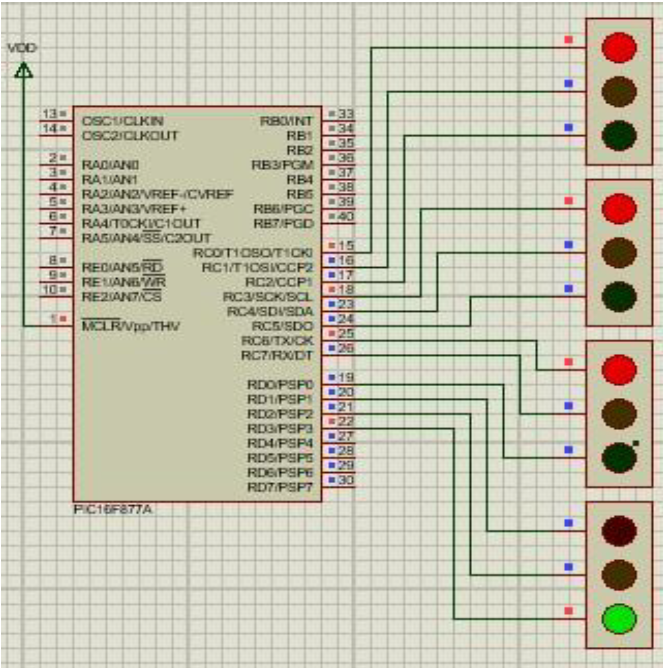 VDD
13 OSC1/CLKIN
14 OSC2/CLKOUT
2 RA0/AN0
3 RA1/AN1
4 RA2/AN2/VREF-/CVREF
5 RA3/AN3/VREF+
6 RA4/T0CKI/C1OUT
7 RA5/AN4/SS/C2OUT
8 RE0/AN5/RD
9 RE1/AN6/WR
10 RE2/AN7/CS
1 MCLR/Vpp/THV
RB0/INT 33
RB1 34
RB2 35
RB3/PGM 36
RB4 37
RB5 38
RB6/PGC 39
RB7/PGD 40
RC0/T1OSO/T1CKI 15
RC1/T1OSI/CCP2 16
RC2/CCP1 17
RC3/SCK/SCL 18
RC4/SDI/SDA 23
RC5/SDO 24
RC6/TX/CK 25
RC7/RX/DT 26
RD0/PSP0 19
RD1/PSP1 20
RD2/PSP2 21
RD3/PSP3 22
RD4/PSP4 27
RD5/PSP5 28
RD6/PSP6 29
RD7/PSP7 30
PIC16F877A